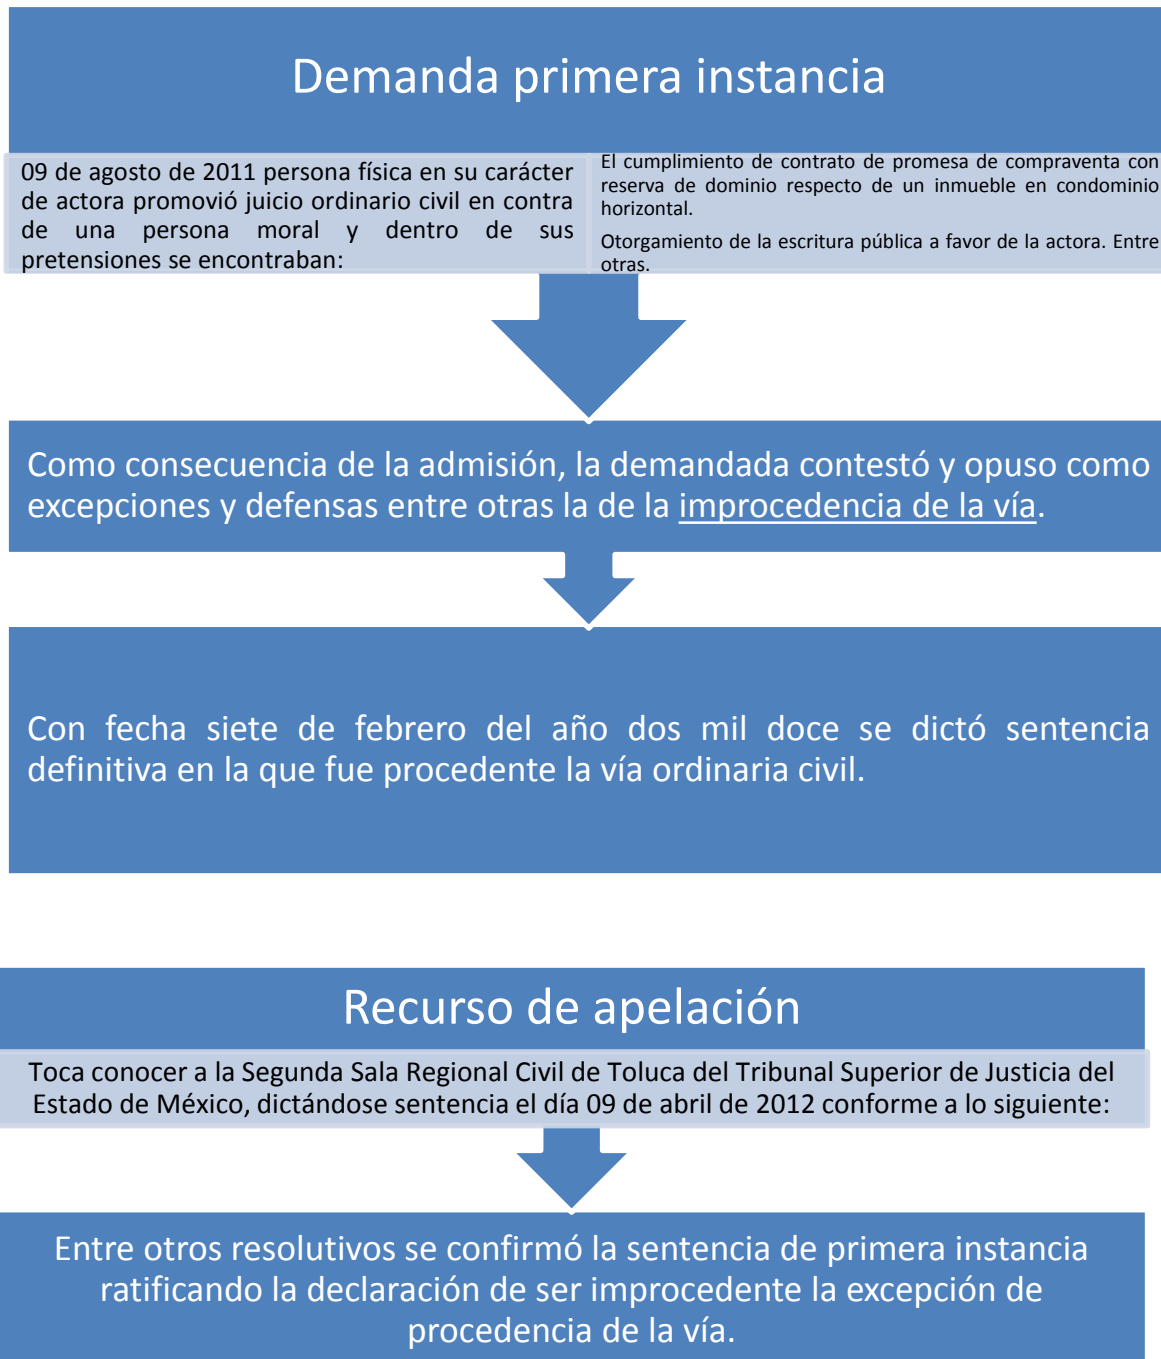 Demanda primera instancia
09 de agosto de 2011 persona física en su carácter
de actora promovió juicio ordinario civil en contra
de una persona moral y dentro de sus
pretensiones se encontraban:
El cumplimiento de contrato de promesa de compraventa con
reserva de dominio respecto de un inmueble en condominio
horizontal.
Otorgamiento de la escritura pública a favor de la actora. Entre
otras.
Como consecuencia de la admisión, la demandada contestó y opuso como
excepciones y defensas entre otras la de la improcedencia de la vía.
Con fecha siete de febrero del año dos mil doce se dictó sentencia
definitiva en la que fue procedente la vía ordinaria civil.
Recurso de apelación
Toca conocer a la Segunda Sala Regional Civil de Toluca del Tribunal Superior de Justicia del
Estado de México, dictándose sentencia el día 09 de abril de 2012 conforme a lo siguiente:
Entre otros resolutivos se confirmó la sentencia de primera instancia
ratificando la declaración de ser improcedente la excepción de
procedencia de la vía.